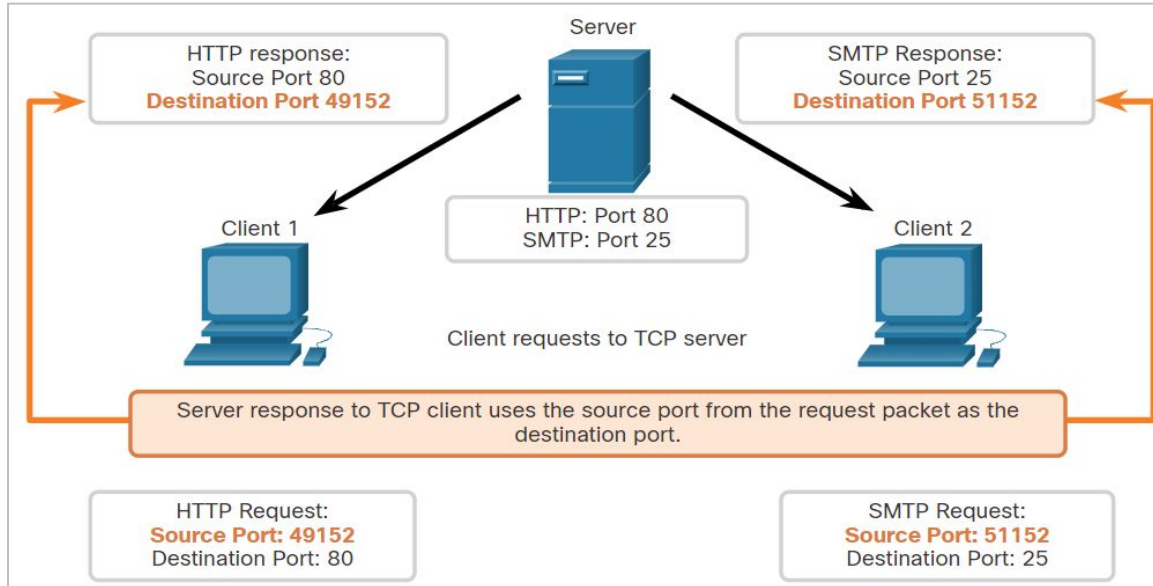 Server
HTTP response:
Source Port 80
Destination Port 49152
SMTP Response:
Source Port 25
Destination Port 51152
HTTP: Port 80
SMTP: Port 25
Client 1
Client 2
Client requests to TCP server
Server response to TCP client uses the source port from the request packet as the
destination port.
HTTP Request:
Source Port: 49152
Destination Port: 80
SMTP Request:
Source Port: 51152
Destination Port: 25